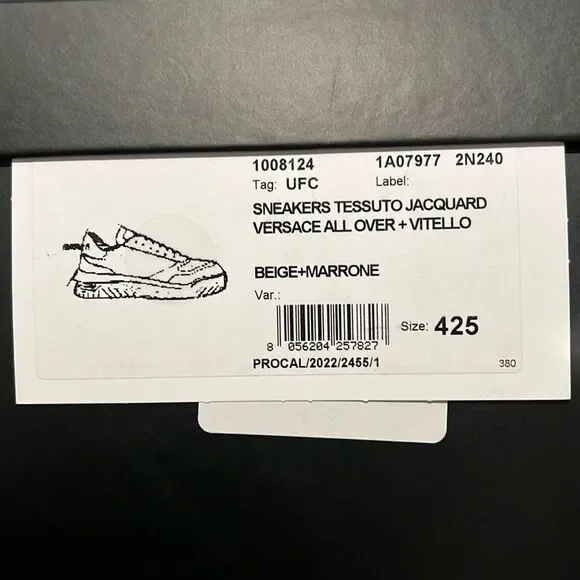 1008124 1A07977 2N240
Tag: UFC Label:
SNEAKERS TESSUTO JACQUARD
VERSACE ALL OVER + VITELLO
BEIGE+MARRONE
Var.:
Size: 425
8 056204 257827
PROCAL/2022/2455/1
380